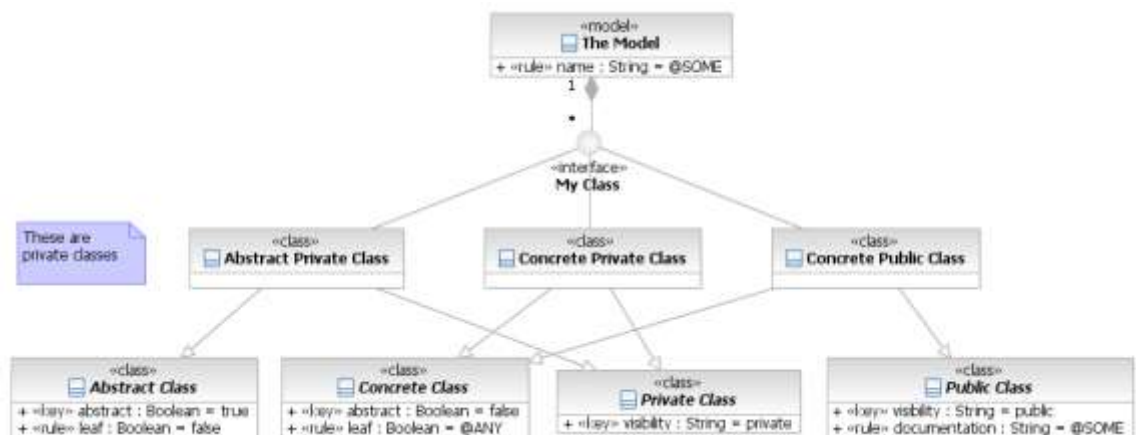 «model»
The Model
+ «rule» name : String = @SOME
1
*
«interface»
My Class
These are
private classes
«class»
Abstract Private Class
«class»
Concrete Private Class
«class»
Concrete Public Class
«class»
Abstract Class
+ «key» abstract : Boolean = true
+ «rule» leaf : Boolean = false
«class»
Concrete Class
+ «key» abstract : Boolean = false
+ «rule» leaf : Boolean = @ANY
«class»
Private Class
+ «key» visibility : String = private
«class»
Public Class
+ «key» visibility : String = public
+ «rule» documentation : String = @SOME